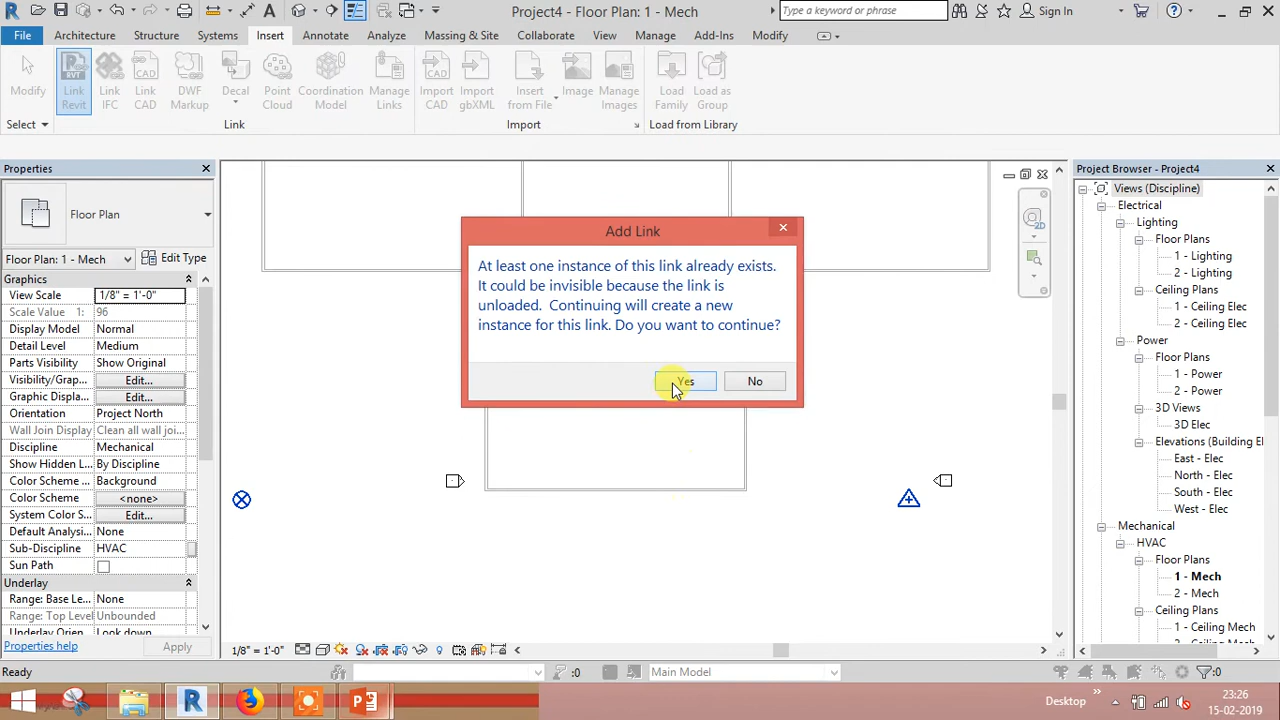 Project4 - Floor Plan: 1 - Mech
Type a keyword or phrase
Sign In
File
Architecture
Structure
Systems
Insert
Annotate
Analyze
Massing & Site
Collaborate
View
Manage
Add-Ins
Modify
Modify
Link Revit
Link IFC
Link CAD
DWF Markup
Decal
Point Cloud
Coordination Model
Manage Links
Import CAD
Import gbXML
Insert from File
Image
Manage Images
Load Family
Load as Group
Select
Link
Import
Load from Library
Properties
Floor Plan
Floor Plan: 1 - Mech
Edit Type
Graphics
View Scale 1/8" = 1'-0"
Scale Value 1: 96
Display Model Normal
Detail Level Medium
Parts Visibility Show Original
Visibility/Grap... Edit...
Graphic Displa... Edit...
Orientation Project North
Wall Join Display Clean all wall joi...
Discipline Mechanical
Show Hidden L... By Discipline
Color Scheme ... Background
Color Scheme <none>
System Color S... Edit...
Default Analysi... None
Sub-Discipline HVAC
Sun Path
Underlay
Range: Base Le... None
Range: Top Level Unbounded
Underlay Orien... Look down
Properties help
Apply
Add Link
At least one instance of this link already exists.
It could be invisible because the link is
unloaded. Continuing will create a new
instance for this link. Do you want to continue?
Yes
No
2D
Project Browser - Project4
Views (Discipline)
Electrical
Lighting
Floor Plans
1 - Lighting
2 - Lighting
Ceiling Plans
1 - Ceiling Elec
2 - Ceiling Elec
Power
Floor Plans
1 - Power
2 - Power
3D Views
3D Elec
Elevations (Building El
East - Elec
North - Elec
South - Elec
West - Elec
Mechanical
HVAC
Floor Plans
1 - Mech
2 - Mech
Ceiling Plans
1 - Ceiling Mech
1/8" = 1'-0"
Ready
:0
Main Model
:0
Desktop
23:26
15-02-2019